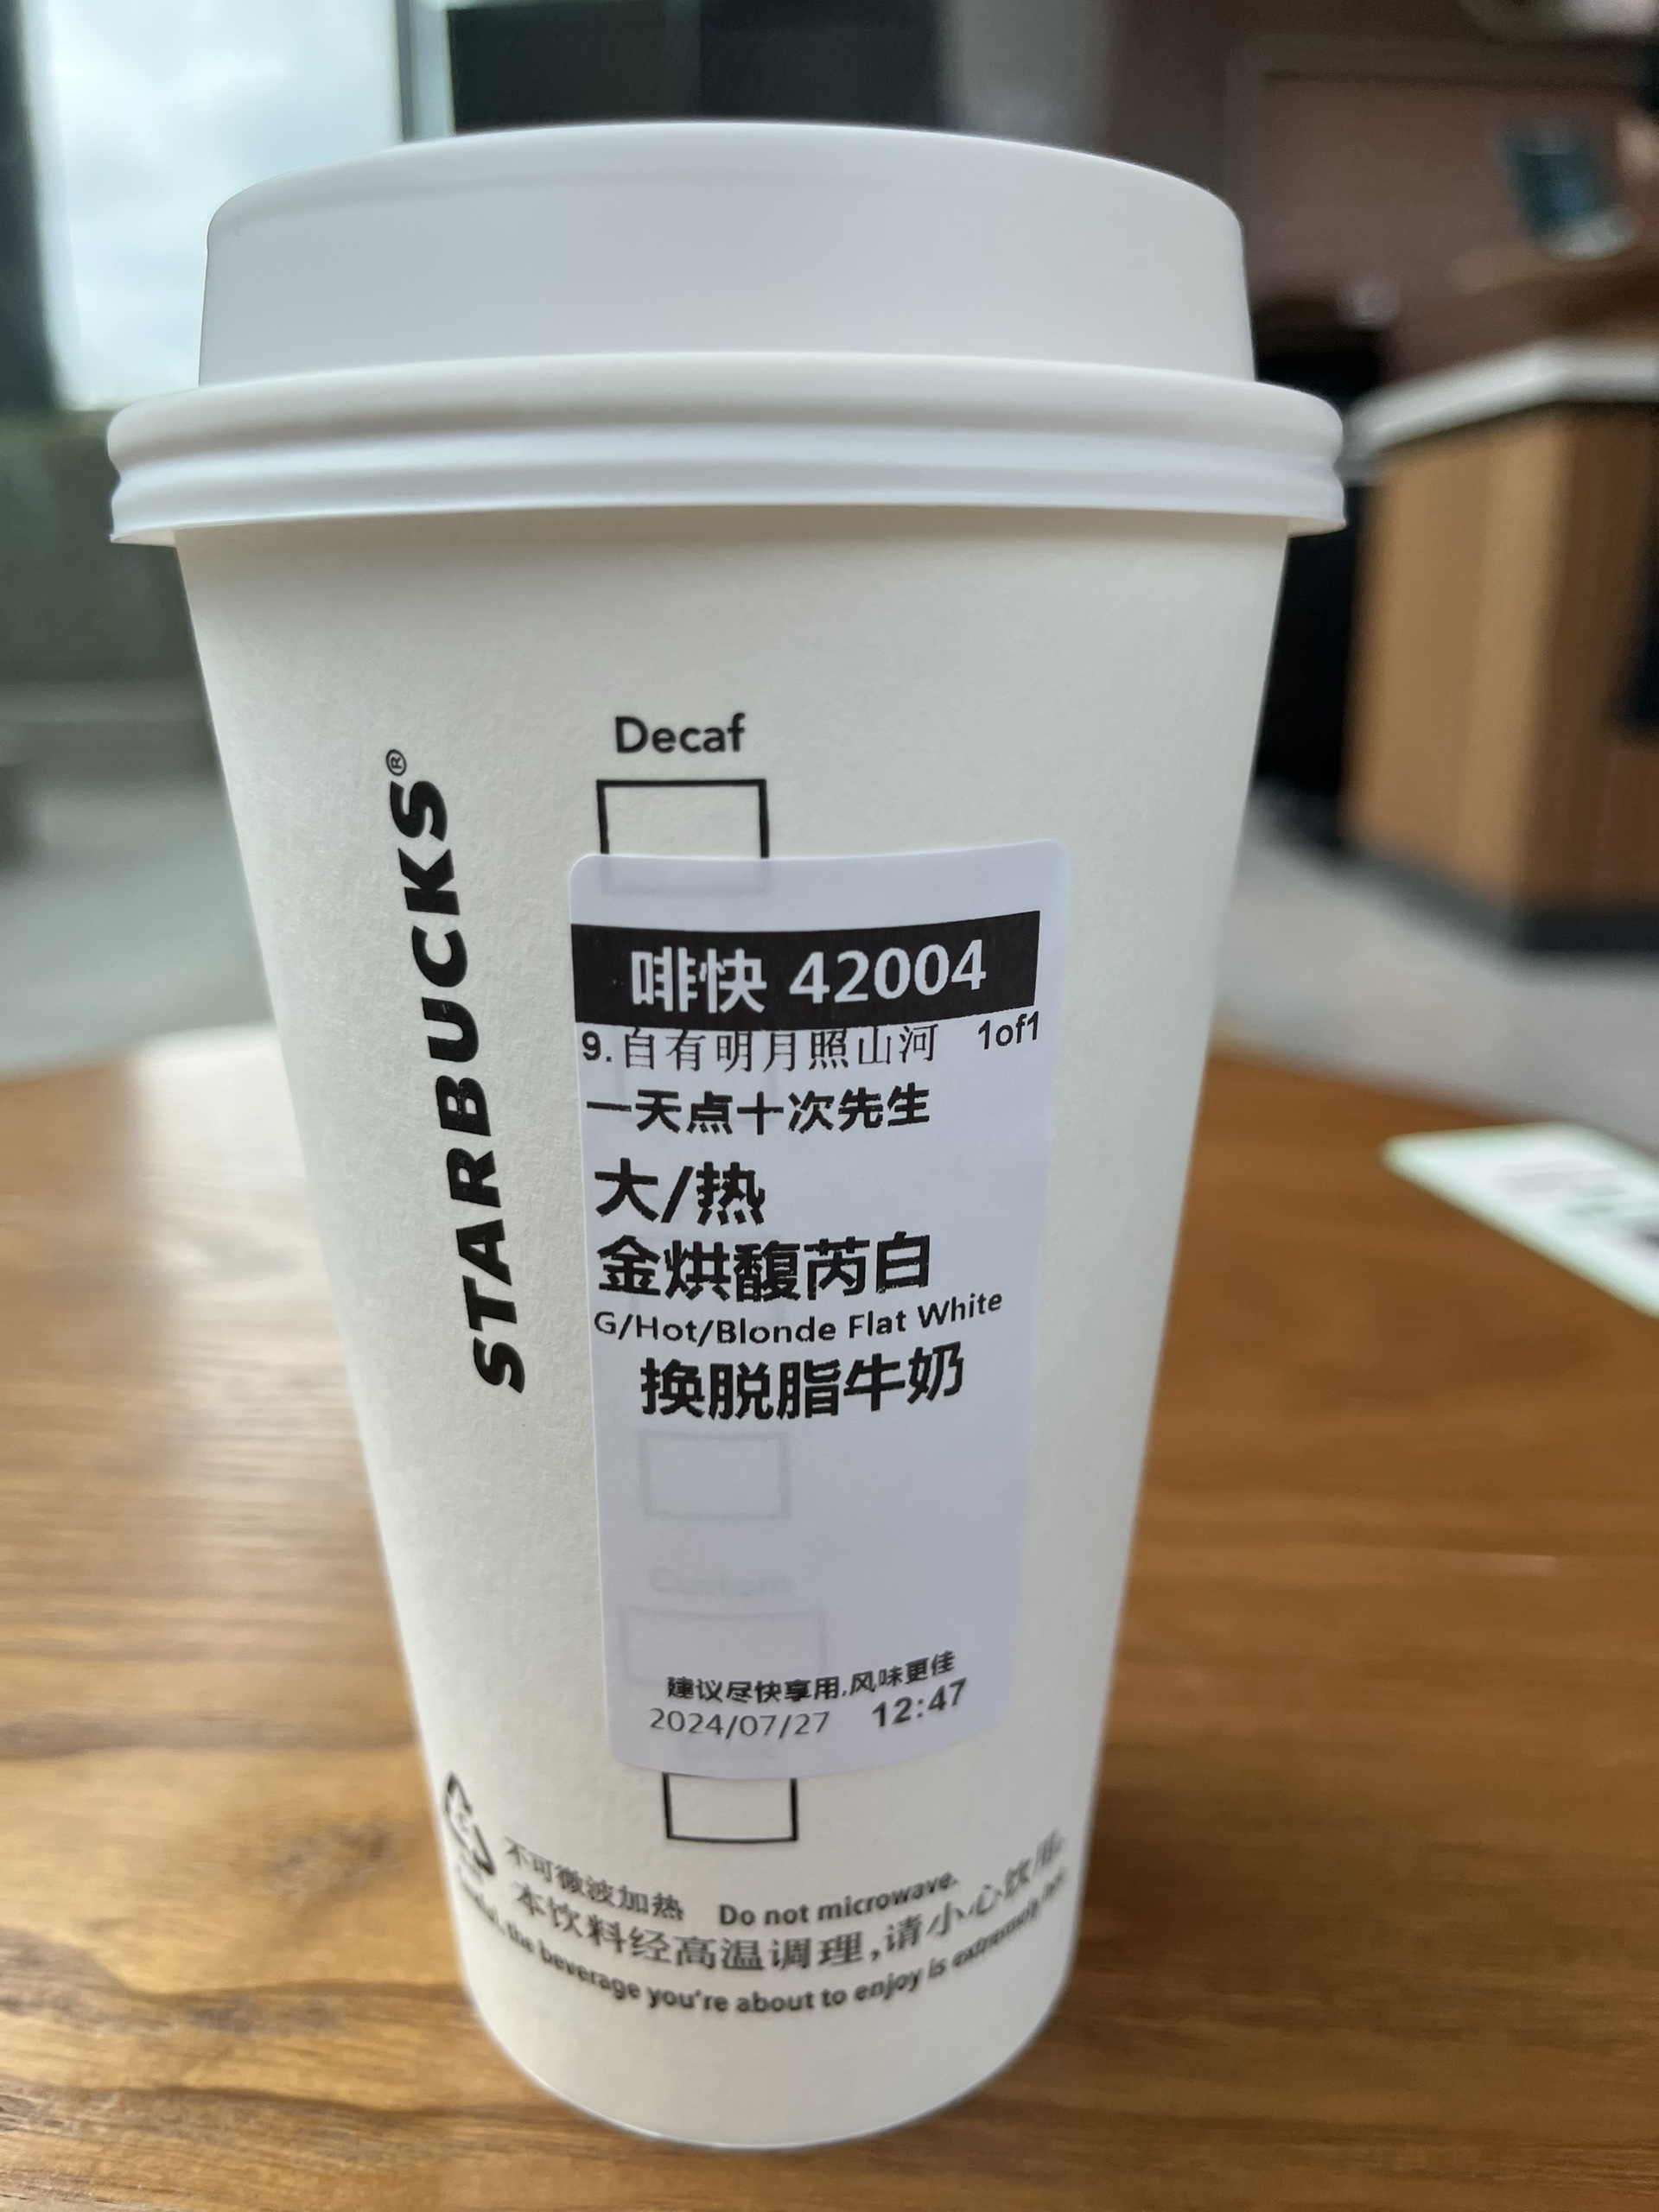 STARBUCKS®
Decaf
啡快 42004
9.自有明月照山河 1of1
一天点十次先生
大/热
金烘馥芮白
G/Hot/Blonde Flat White
换脱脂牛奶
Custom
建议尽快享用,风味更佳
2024/07/27 12:47
不可微波加热 Do not microwave.
本饮料经高温调理,请小心饮用.
the beverage you're about to enjoy is extremely hot.